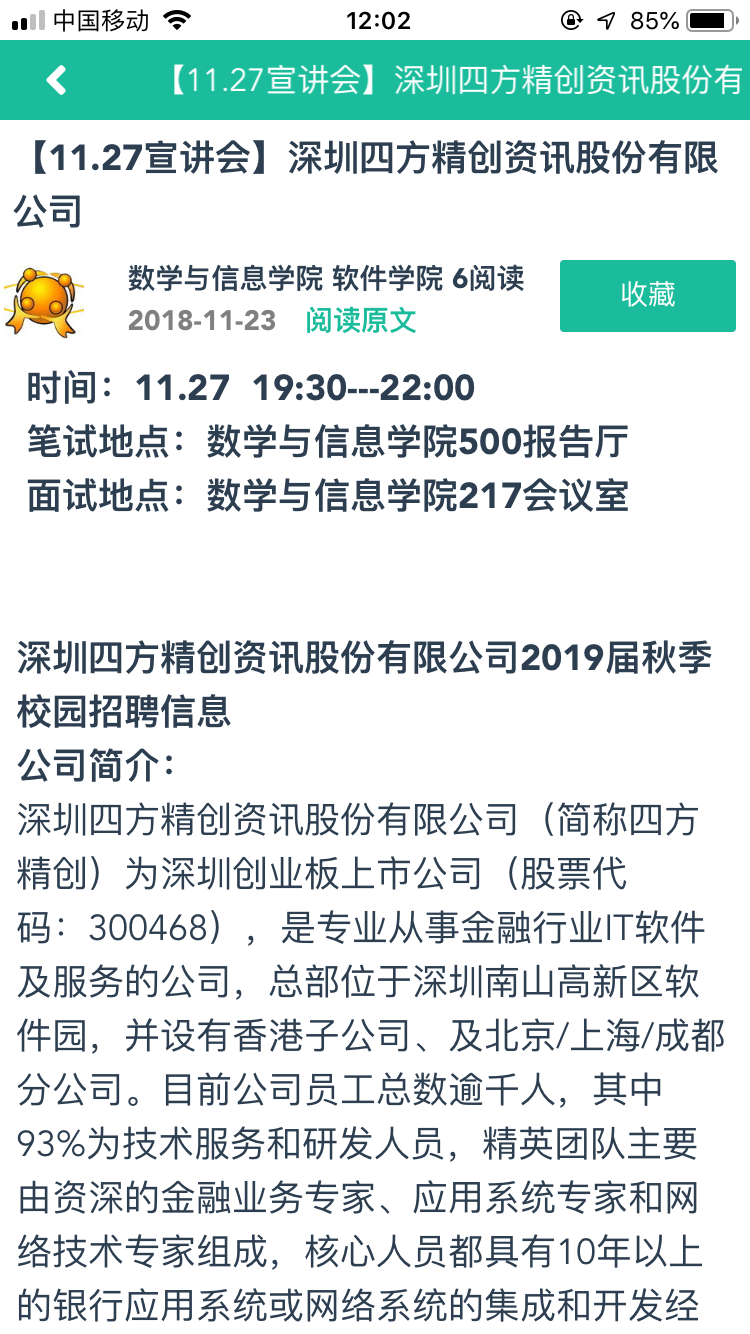 中国移动 12:02 85%
【11.27宣讲会】深圳四方精创资讯股份有
【11.27宣讲会】深圳四方精创资讯股份有限
公司
数学与信息学院 软件学院 6阅读
2018-11-23 阅读原文
收藏
时间：11.27 19:30---22:00
笔试地点：数学与信息学院500报告厅
面试地点：数学与信息学院217会议室
深圳四方精创资讯股份有限公司2019届秋季
校园招聘信息
公司简介：
深圳四方精创资讯股份有限公司（简称四方
精创）为深圳创业板上市公司（股票代
码：300468），是专业从事金融行业IT软件
及服务的公司，总部位于深圳南山高新区软
件园，并设有香港子公司、及北京/上海/成都
分公司。目前公司员工总数逾千人，其中
93%为技术服务和研发人员，精英团队主要
由资深的金融业务专家、应用系统专家和网
络技术专家组成，核心人员都具有10年以上
的银行应用系统或网络系统的集成和开发经